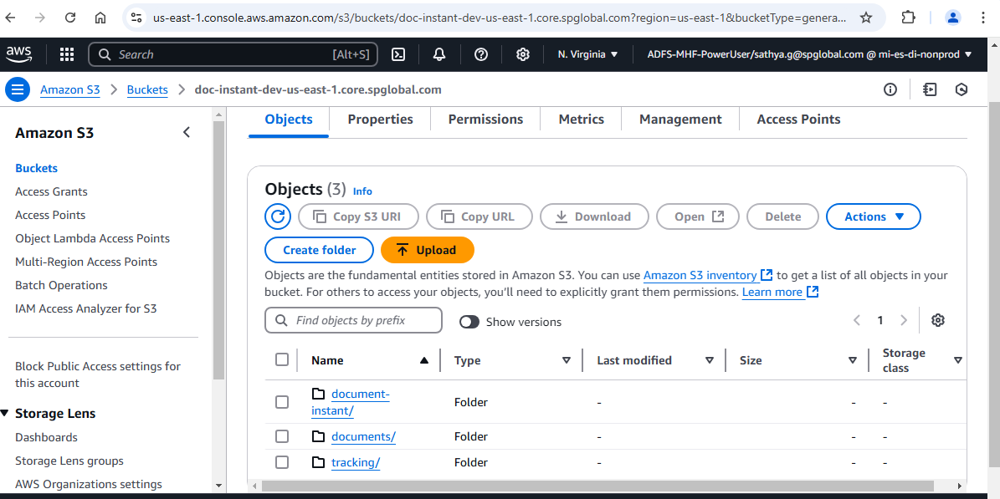 us-east-1.console.aws.amazon.com/s3/buckets/doc-instant-dev-us-east-1.core.spglobal.com?region=us-east-1&bucketType=genera...
aws
Search [Alt+S]
N. Virginia
ADFS-MHF-PowerUser/sathya.g@spglobal.com @ mi-es-di-nonprod
Amazon S3 > Buckets > doc-instant-dev-us-east-1.core.spglobal.com
Amazon S3
Buckets
Access Grants
Access Points
Object Lambda Access Points
Multi-Region Access Points
Batch Operations
IAM Access Analyzer for S3
Block Public Access settings for
this account
Storage Lens
Dashboards
Storage Lens groups
AWS Organizations settings
Objects Properties Permissions Metrics Management Access Points
Objects (3) Info
Copy S3 URI Copy URL Download Open Delete Actions
Create folder Upload
Objects are the fundamental entities stored in Amazon S3. You can use Amazon S3 inventory to get a list of all objects in your
bucket. For others to access your objects, you'll need to explicitly grant them permissions. Learn more
Find objects by prefix Show versions 1
Name Type Last modified Size Storage
class
document-
instant/ Folder - - -
documents/ Folder - - -
tracking/ Folder - - -